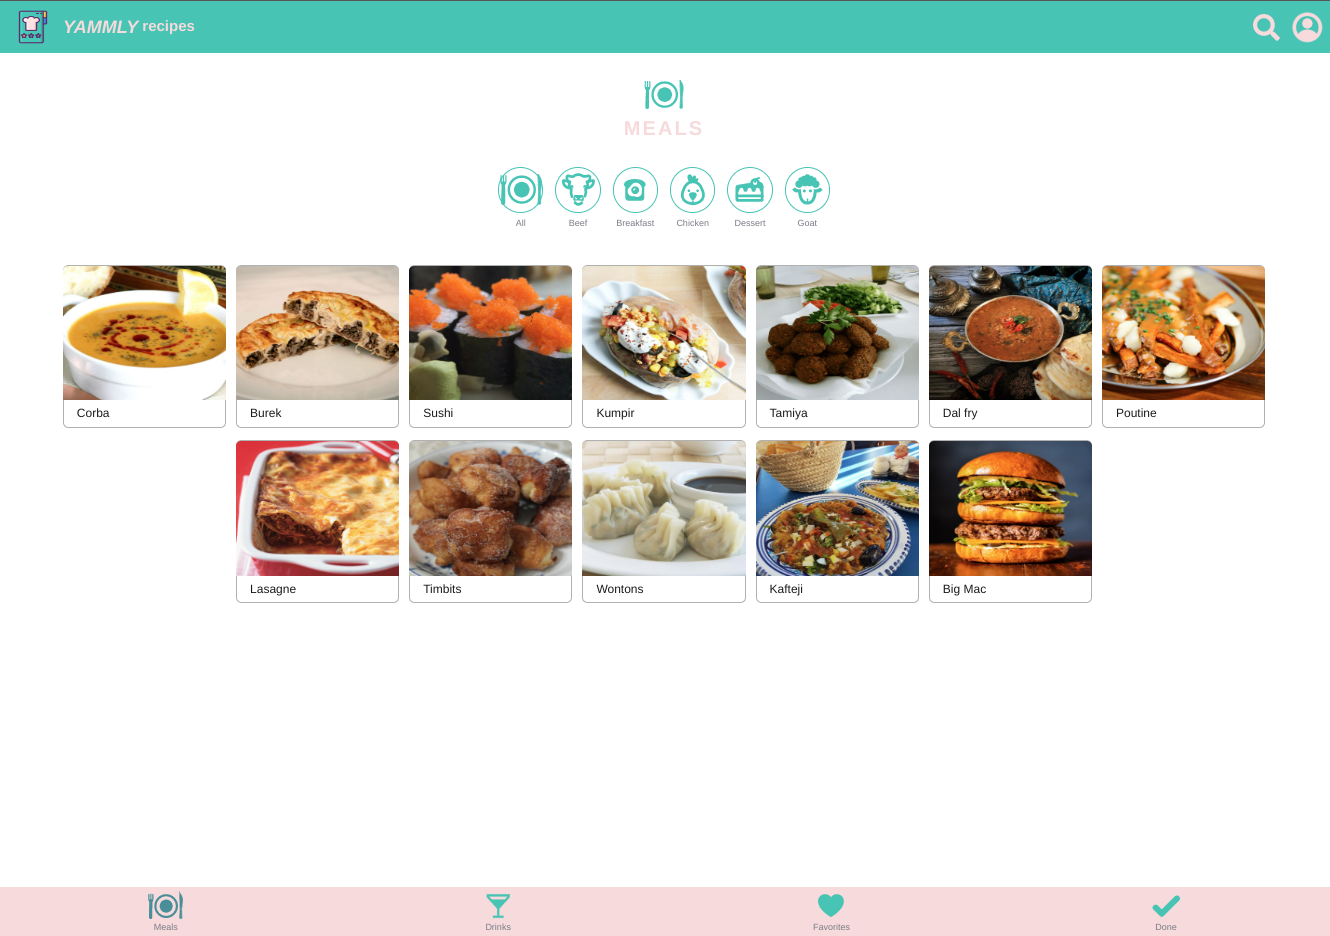 YAMMLY recipes
MEALS
All Beef Breakfast Chicken Dessert Goat
Corba Burek Sushi Kumpir Tamiya Dal fry Poutine
Lasagne Timbits Wontons Kafteji Big Mac
Meals Drinks Favorites Done